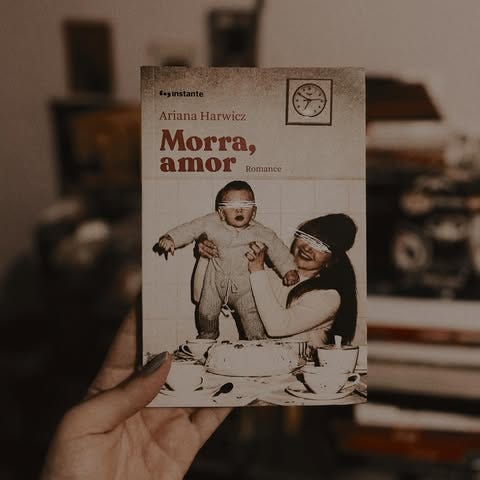 instante
Ariana Harwicz
Morra,
amor Romance